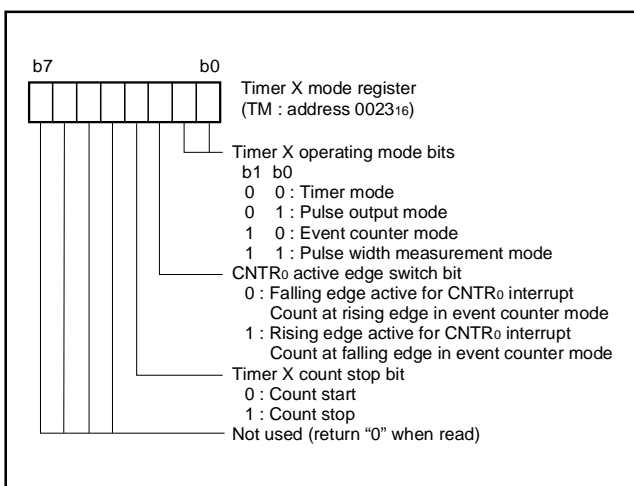 b7 b0
Timer X mode register
(TM : address 0023₁₆)
Timer X operating mode bits
b1 b0
0 0 : Timer mode
0 1 : Pulse output mode
1 0 : Event counter mode
1 1 : Pulse width measurement mode
CNTR₀ active edge switch bit
0 : Falling edge active for CNTR₀ interrupt
Count at rising edge in event counter mode
1 : Rising edge active for CNTR₀ interrupt
Count at falling edge in event counter mode
Timer X count stop bit
0 : Count start
1 : Count stop
Not used (return “0” when read)